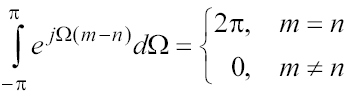 ∫_{-π}^{π} e^{jΩ(m−n)} dΩ = { 2π, m = n
0, m ≠ n